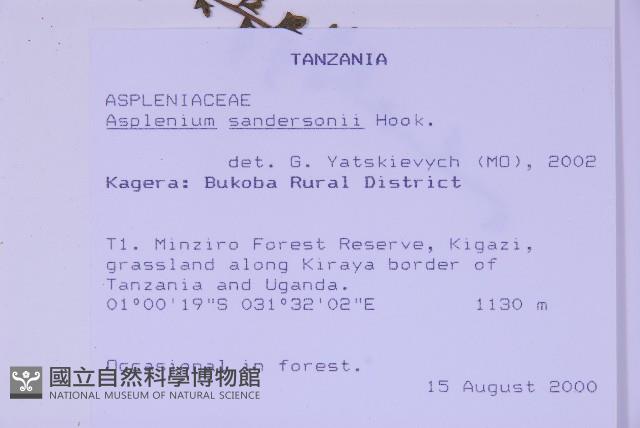 TANZANIA
ASPLENIACEAE
Asplenium sandersonii Hook.
det. G. Yatskievych (MO), 2002
Kagera: Bukoba Rural District
T1. Minziro Forest Reserve, Kigazi,
grassland along Kiraya border of
Tanzania and Uganda.
01°00'19"S 031°32'02"E 1130 m
Occasional in forest.
國立自然科學博物館
NATIONAL MUSEUM OF NATURAL SCIENCE
15 August 2000